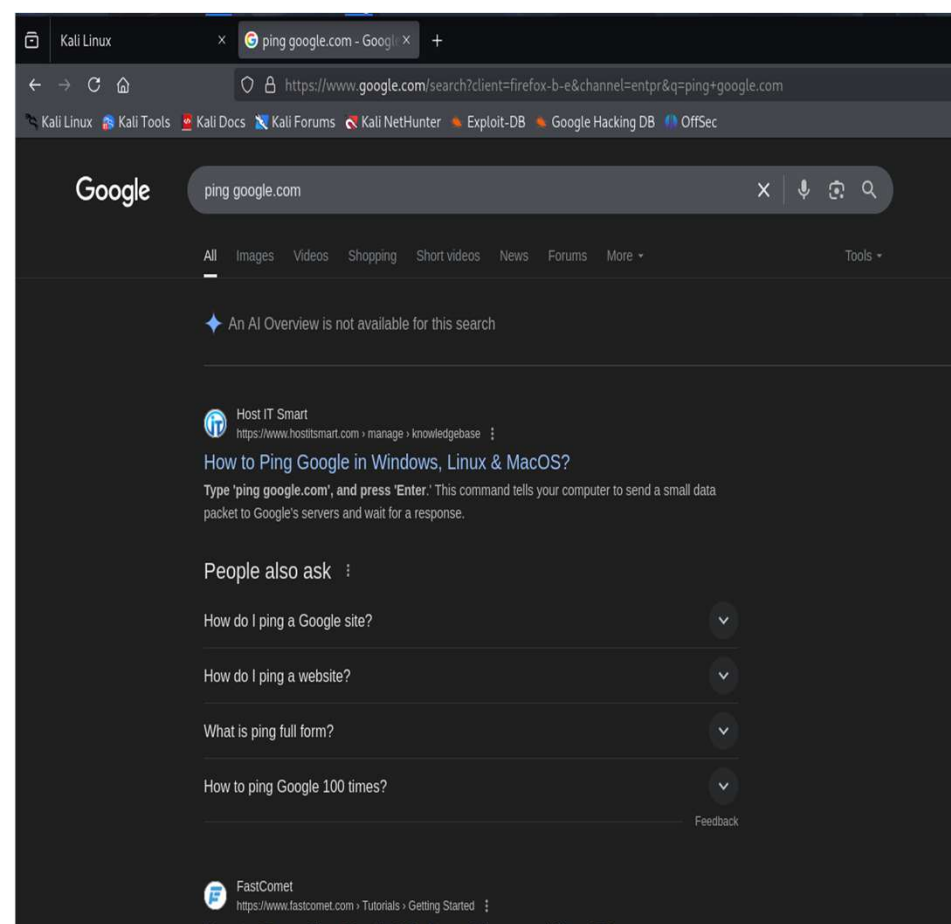 Kali Linux
ping google.com - Googl
https://www.google.com/search?client=firefox-b-e&channel=entpr&q=ping+google.com
Kali Linux Kali Tools Kali Docs Kali Forums Kali NetHunter Exploit-DB Google Hacking DB OffSec
Google
ping google.com
All Images Videos Shopping Short videos News Forums More Tools
An AI Overview is not available for this search
Host IT Smart
https://www.hostitsmart.com › manage › knowledgebase
How to Ping Google in Windows, Linux & MacOS?
Type 'ping google.com', and press 'Enter.' This command tells your computer to send a small data
packet to Google's servers and wait for a response.
People also ask
How do I ping a Google site?
How do I ping a website?
What is ping full form?
How to ping Google 100 times?
Feedback
FastComet
https://www.fastcomet.com › Tutorials › Getting Started